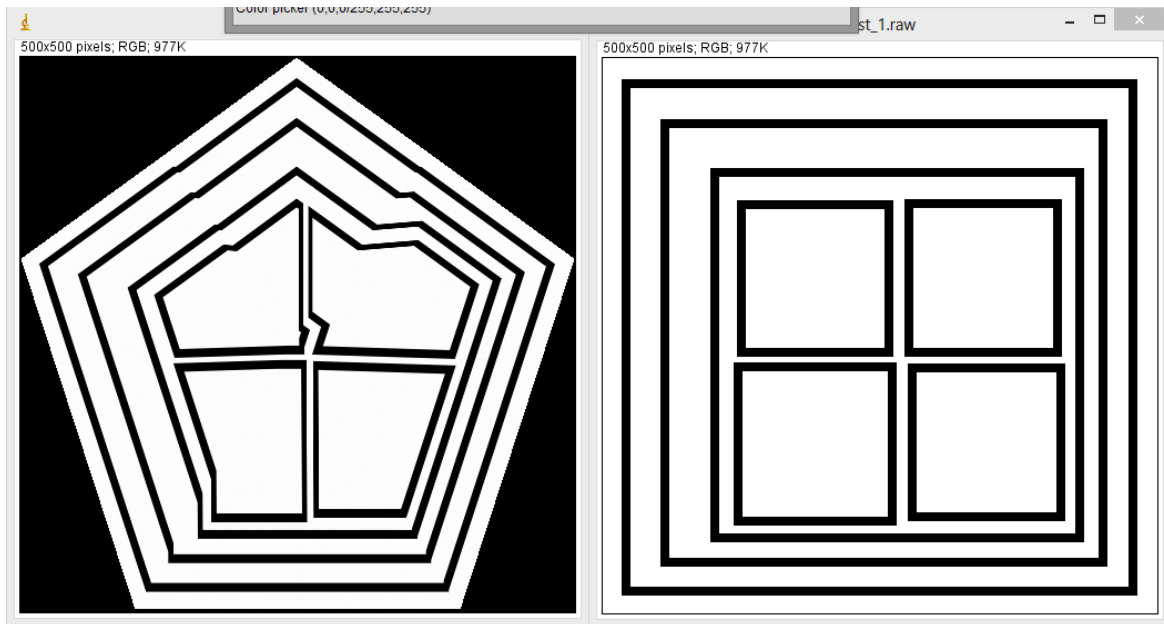 Color picker (0,0,0/255,255,255)
st_1.raw
500x500 pixels; RGB; 977K
500x500 pixels; RGB; 977K